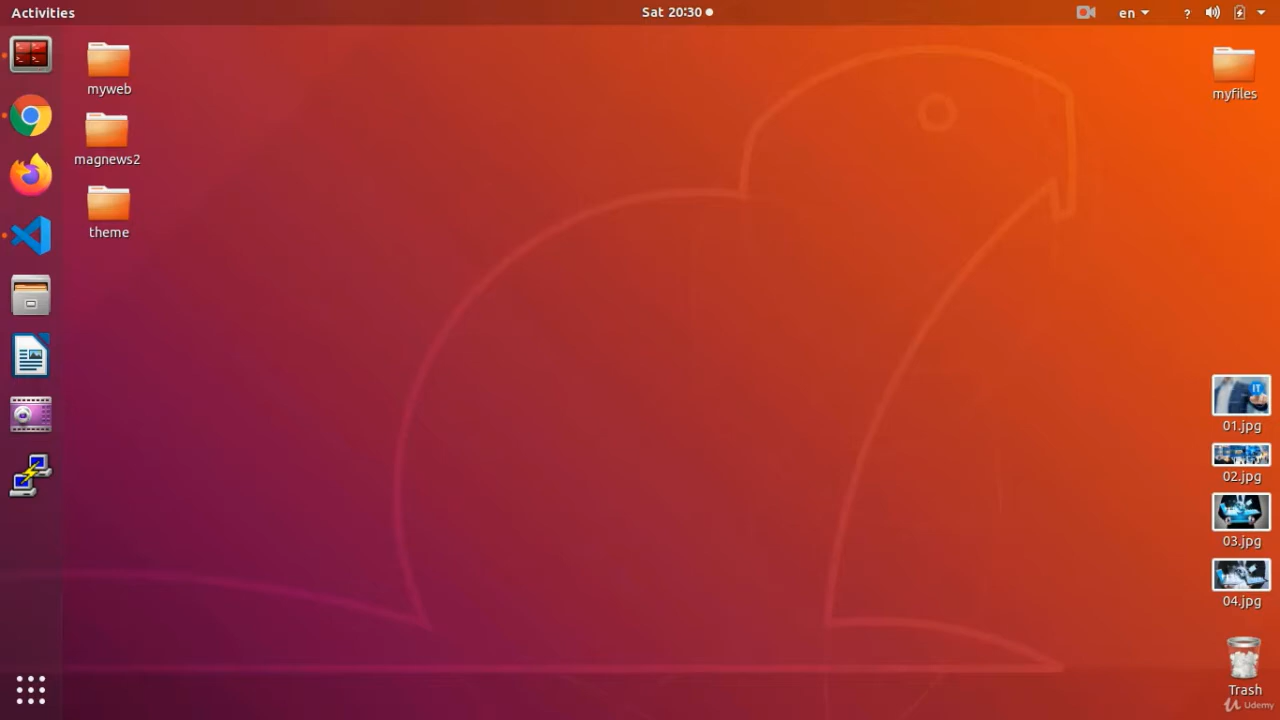 Activities
Sat 20:30
en
?
myweb
magnews2
theme
myfiles
IT
01.jpg
02.jpg
03.jpg
04.jpg
Trash
Udemy